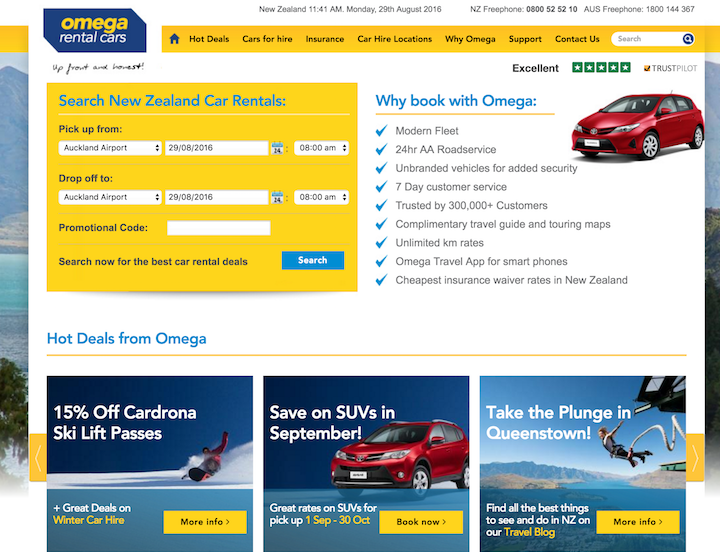 New Zealand 11:41 AM. Monday, 29th August 2016 NZ Freephone: 0800 52 52 10 AUS Freephone: 1800 144 367
omega
rental cars
Hot Deals Cars for hire Insurance Car Hire Locations Why Omega Support Contact Us Search
up front and honest!
Excellent TRUSTPILOT
Search New Zealand Car Rentals:
Pick up from:
Auckland Airport 29/08/2016 24 : 08:00 am
Drop off to:
Auckland Airport 29/08/2016 24 : 08:00 am
Promotional Code:
Search now for the best car rental deals Search
Why book with Omega:
Modern Fleet
24hr AA Roadservice
Unbranded vehicles for added security
7 Day customer service
Trusted by 300,000+ Customers
Complimentary travel guide and touring maps
Unlimited km rates
Omega Travel App for smart phones
Cheapest insurance waiver rates in New Zealand
Hot Deals from Omega
15% Off Cardrona
Ski Lift Passes
+ Great Deals on
Winter Car Hire
More info ›
Save on SUVs in
September!
Great rates on SUVs for
pick up 1 Sep - 30 Oct
Book now ›
Take the Plunge in
Queenstown!
Find all the best things
to see and do in NZ on
our Travel Blog
More info ›